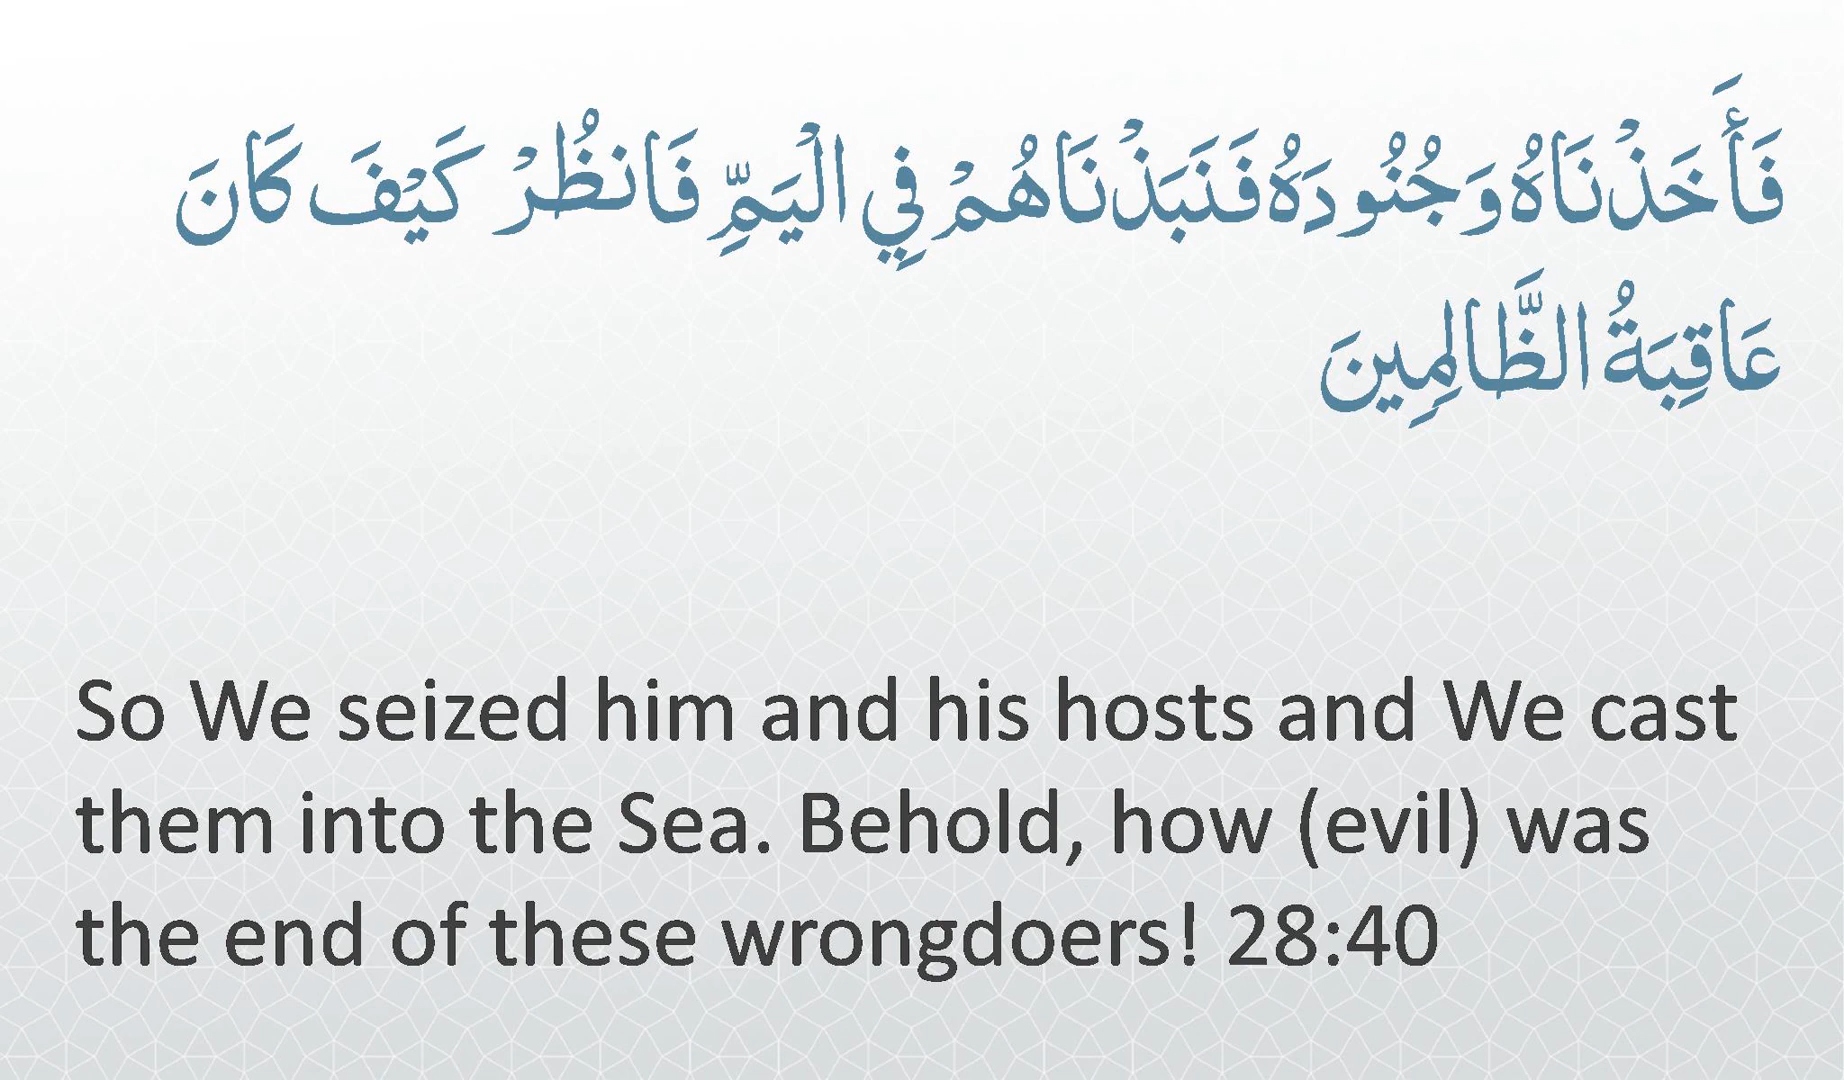 فَأَخَذْنَاهُ وَجُنُودَهُ فَنَبَذْنَاهُمْ فِي الْيَمِّ فَانظُرْ كَيْفَ كَانَ
عَاقِبَةُ الظَّالِمِينَ
So We seized him and his hosts and We cast
them into the Sea. Behold, how (evil) was
the end of these wrongdoers! 28:40